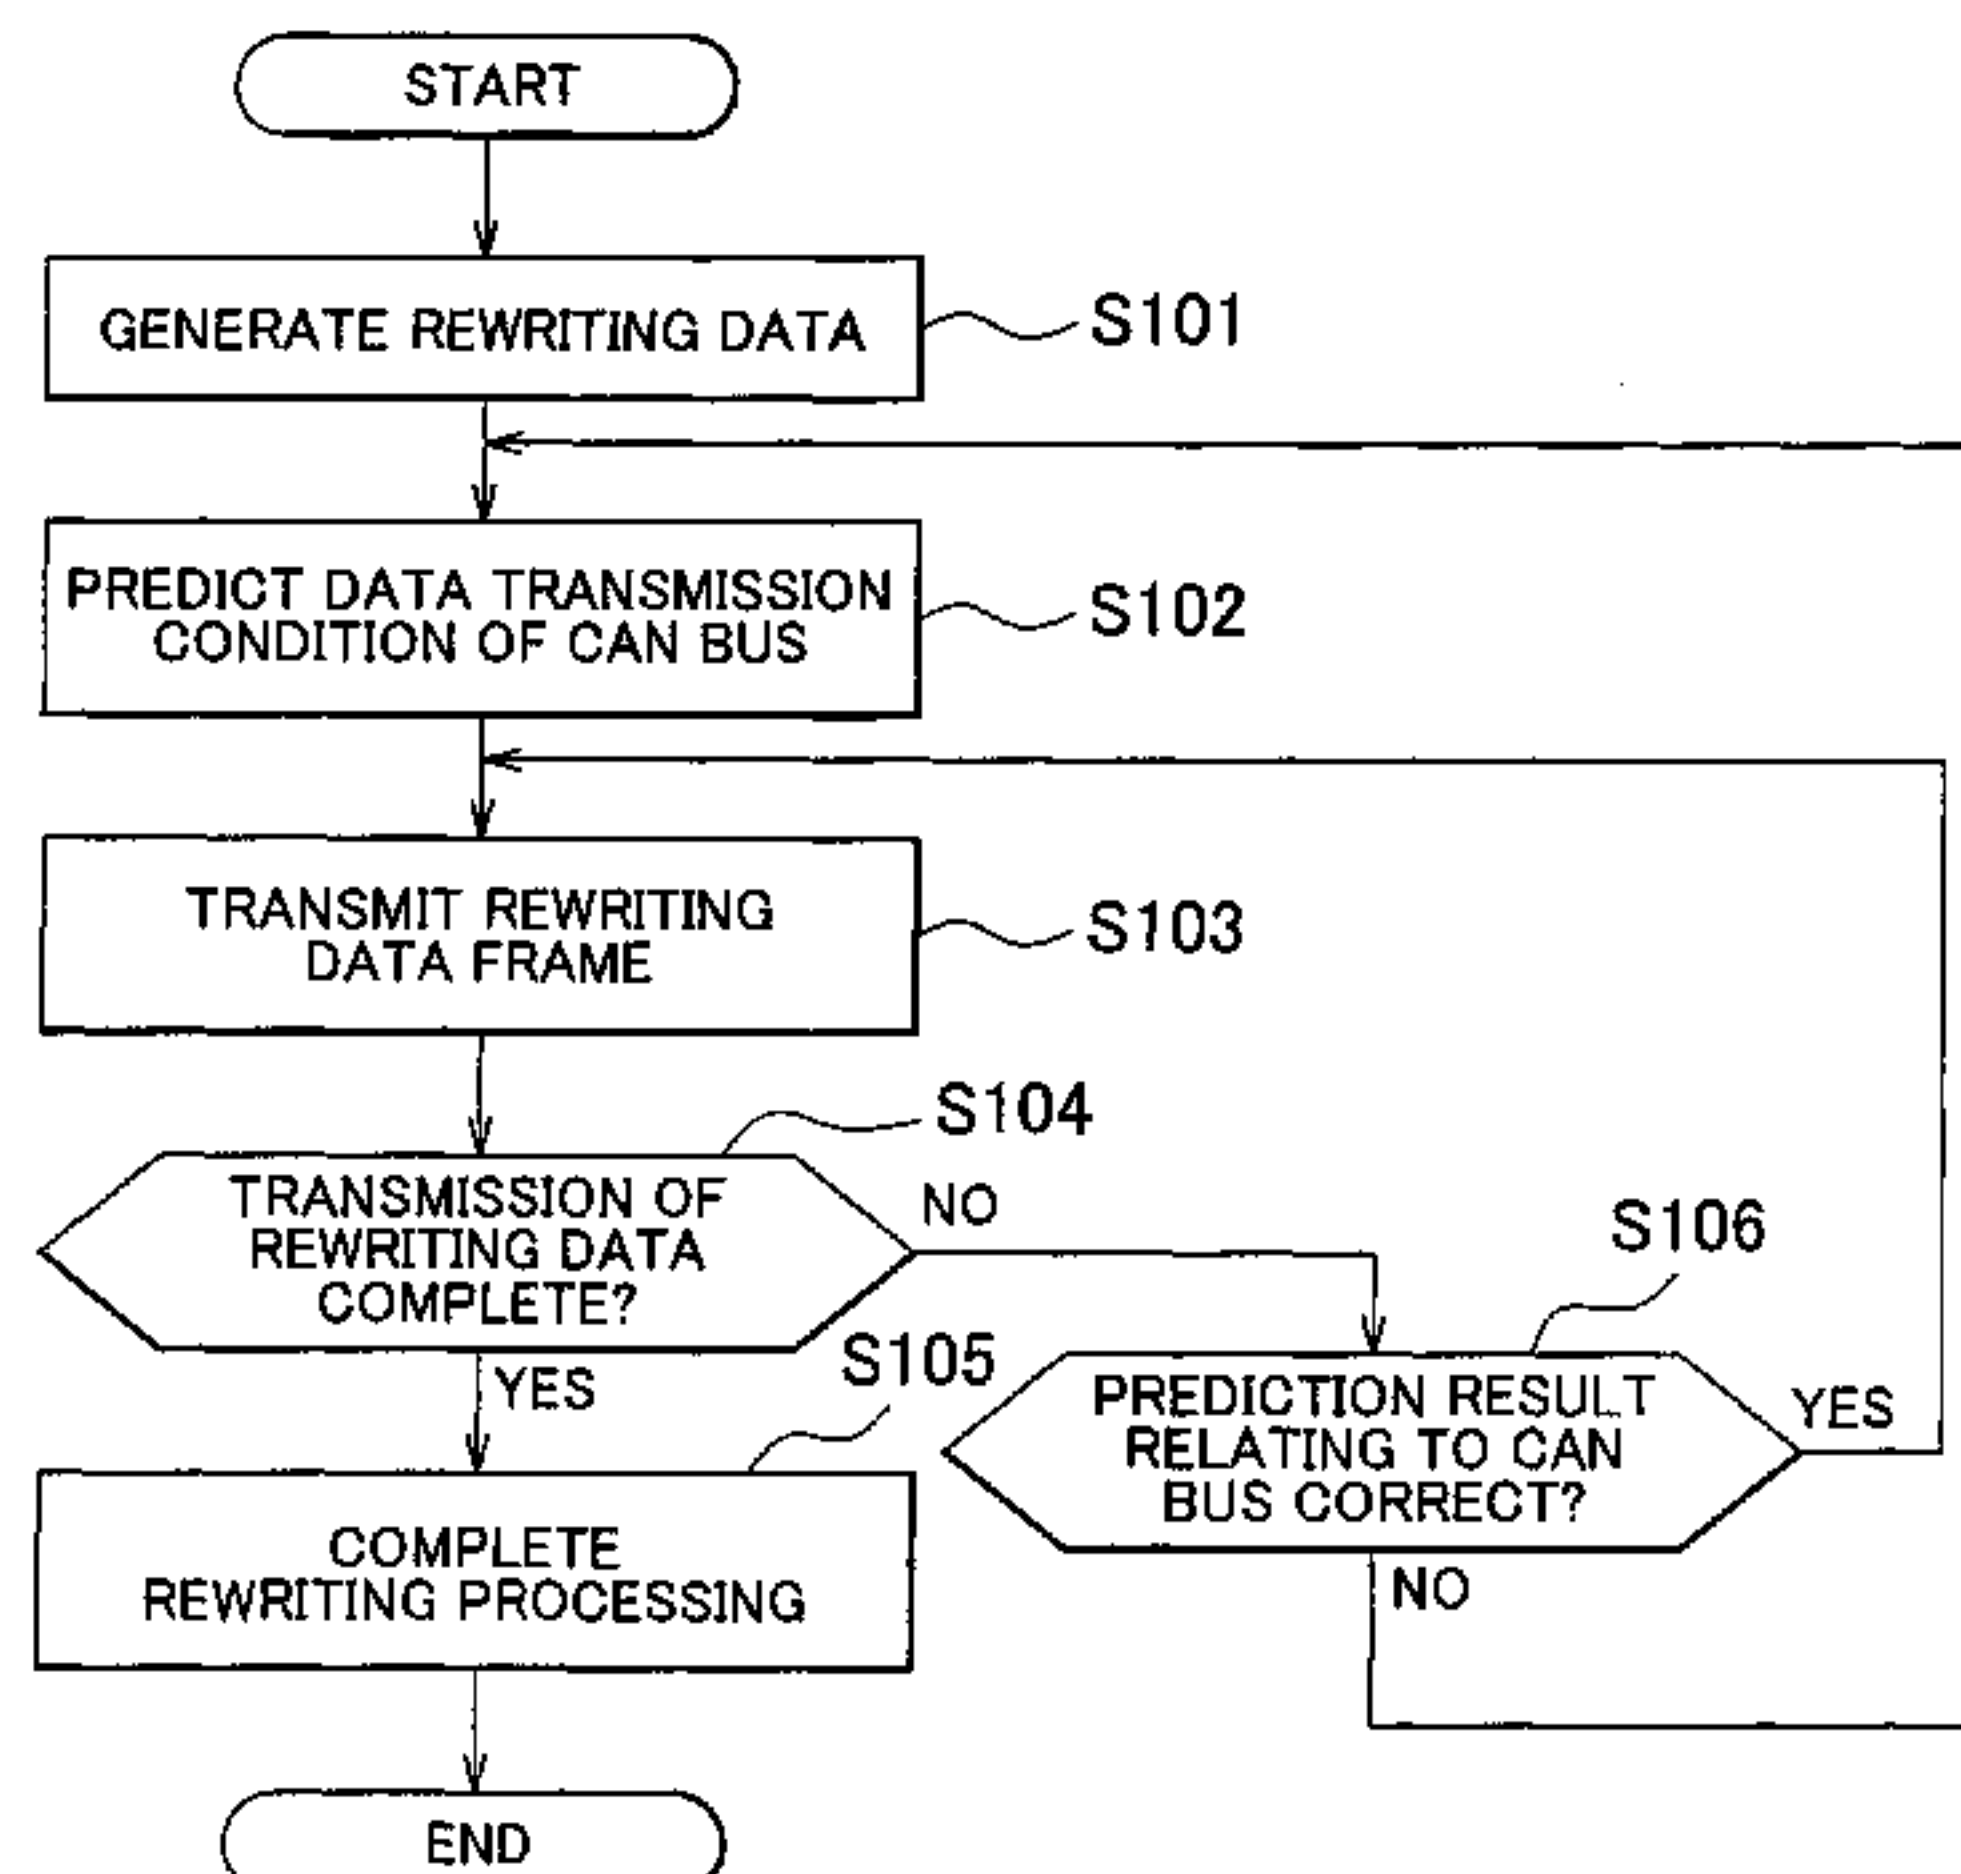 START
GENERATE REWRITING DATA
S101
PREDICT DATA TRANSMISSION
CONDITION OF CAN BUS
S102
TRANSMIT REWRITING
DATA FRAME
S103
S104
TRANSMISSION OF
REWRITING DATA
COMPLETE?
NO
YES
S106
PREDICTION RESULT
RELATING TO CAN
BUS CORRECT?
YES
NO
S105
COMPLETE
REWRITING PROCESSING
END